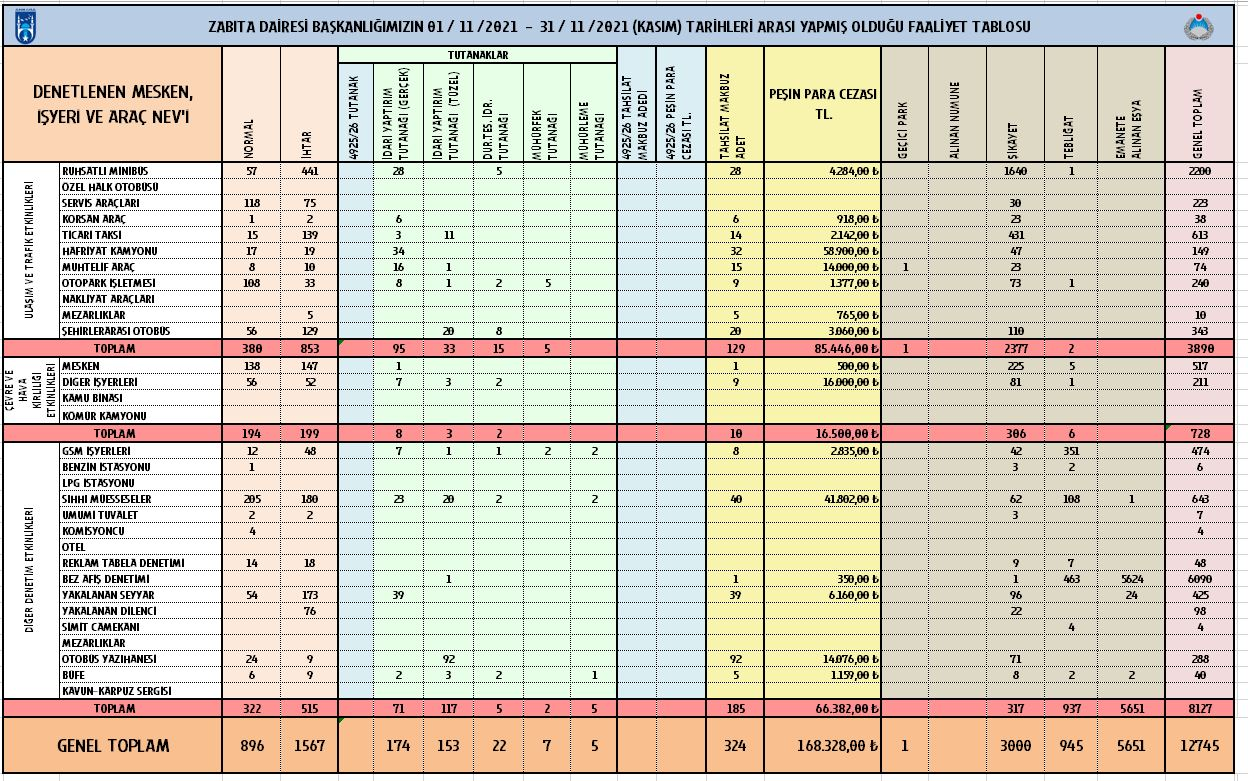 ZABITA DAİRESİ BAŞKANLIĞIMIZIN 01 / 11 /2021 - 31 / 11 /2021 (KASIM) TARİHLERİ ARASI YAPMIŞ OLDUĞU FAALİYET TABLOSU
DENETLENEN MESKEN, İŞYERİ VE ARAÇ NEV'İ
NORMAL
İHTAR
TUTANAKLAR
4925/26 TUTANAK
İDARİ YAPTIRIM TUTANAĞI (GERÇEK)
İDARİ YAPTIRIM TUTANAĞI (TÜZEL)
DUR.TES. İDR. TUTANAĞI
MÜHÜRFEK TUTANAĞI
MÜHÜRLEME TUTANAĞI
4925/26 TAHSİLAT MAKBUZ ADEDİ
4925/26 PEŞİN PARA CEZASI TL.
TAHSİLAT MAKBUZ ADET
PEŞİN PARA CEZASI TL.
GEÇİCİ PARK
ALINAN NUMUNE
ŞİKAYET
TEBLİGAT
EMANETE ALINAN EŞYA
GENEL TOPLAM
ULAŞIM VE TRAFİK ETKİNLİKLERİ
RUHSATLI MİNİBÜS 57 441 28 5 28 4.284,00 ₺ 1640 1 2200
ÖZEL HALK OTOBÜSÜ
SERVİS ARAÇLARI 118 75 30 223
KORSAN ARAÇ 1 2 6 6 918,00 ₺ 23 38
TİCARİ TAKSİ 15 139 3 11 14 2.142,00 ₺ 431 613
HAFRİYAT KAMYONU 17 19 34 32 58.900,00 ₺ 47 149
MUHTELİF ARAÇ 8 10 16 1 15 14.000,00 ₺ 1 23 74
OTOPARK İŞLETMESİ 108 33 8 1 2 5 9 1.377,00 ₺ 73 1 240
NAKLİYAT ARAÇLARI
MEZARLIKLAR 5 5 765,00 ₺ 10
ŞEHİRLERARASI OTOBÜS 56 129 20 8 20 3.060,00 ₺ 110 343
TOPLAM 380 853 95 33 15 5 129 85.446,00 ₺ 1 2377 2 3890
ÇEVRE VE HAVA KİRLİLİĞİ ETKİNLİKLERİ
MESKEN 138 147 1 1 500,00 ₺ 225 5 517
DİĞER İŞYERLERİ 56 52 7 3 2 9 16.000,00 ₺ 81 1 211
KAMU BİNASI
KÖMÜR KAMYONU
TOPLAM 194 199 8 3 2 10 16.500,00 ₺ 306 6 728
DİĞER DENETİM ETKİNLİKLERİ
GSM İŞYERLERİ 12 48 7 1 1 2 2 8 2.835,00 ₺ 42 351 474
BENZİN İSTASYONU 1 3 2 6
LPG İSTASYONU
SIHHİ MÜESSESELER 205 180 23 20 2 2 40 41.802,00 ₺ 62 108 1 643
UMUMİ TUVALET 2 2 3 7
KOMİSYONCU 4 4
OTEL
REKLAM TABELA DENETİMİ 14 18 9 7 48
BEZ AFİŞ DENETİMİ 1 1 350,00 ₺ 1 463 5624 6090
YAKALANAN SEYYAR 54 173 39 39 6.160,00 ₺ 96 24 425
YAKALANAN DİLENCİ 76 22 98
SİMİT CAMEKANI 4 4
MEZARLIKLAR
OTOBÜS YAZIHANESİ 24 9 92 92 14.076,00 ₺ 71 288
BÜFE 6 9 2 3 2 1 5 1.159,00 ₺ 8 2 2 40
KAVUN-KARPUZ SERGİSİ
TOPLAM 322 515 71 117 5 2 5 185 66.382,00 ₺ 317 937 5651 8127
GENEL TOPLAM 896 1567 174 153 22 7 5 324 168.328,00 ₺ 1 3000 945 5651 12745